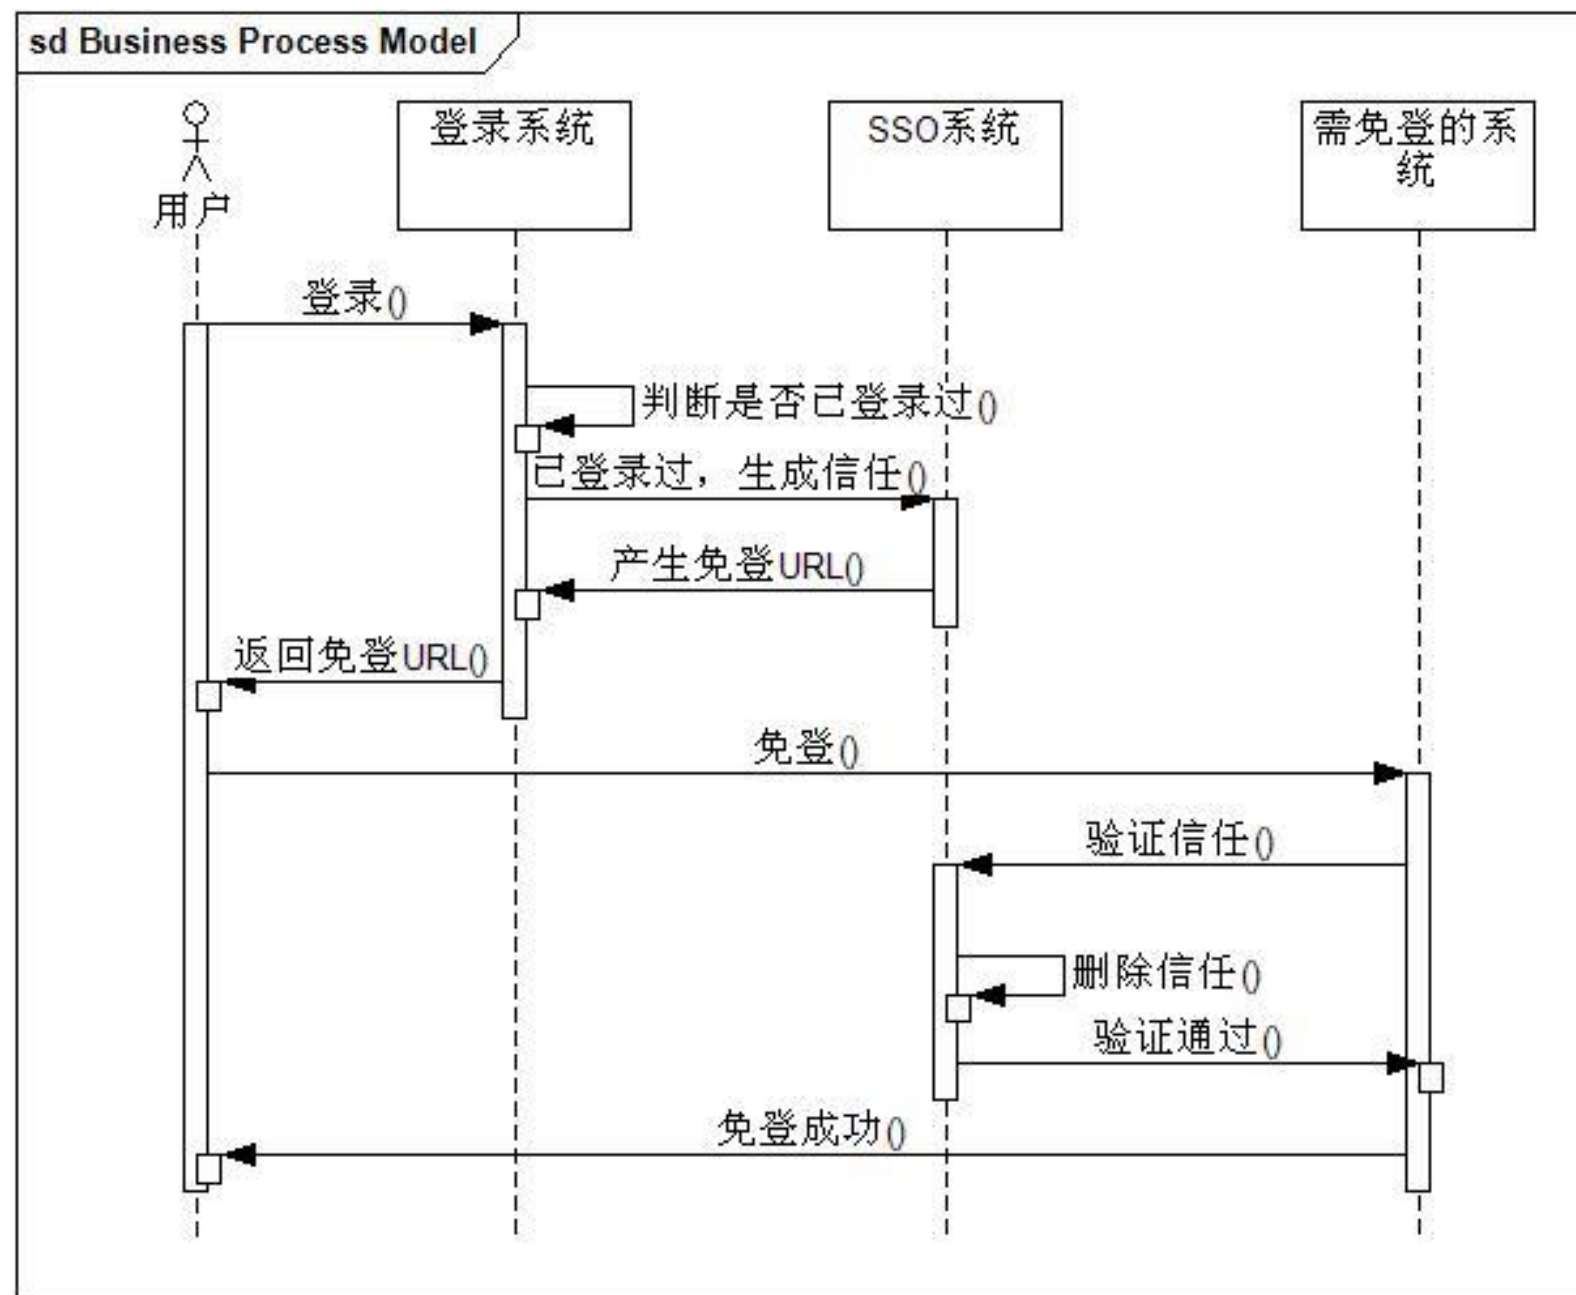 sd Business Process Model
用户
登录系统
SSO系统
需免登的系
统
登录()
判断是否已登录过()
已登录过，生成信任()
产生免登URL()
返回免登URL()
免登()
验证信任()
删除信任()
验证通过()
免登成功()